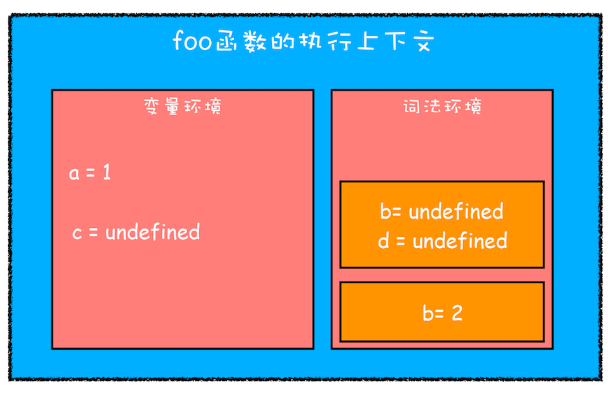 foo函数的执行上下文
变量环境
a = 1
c = undefined
词法环境
b= undefined
d = undefined
b= 2